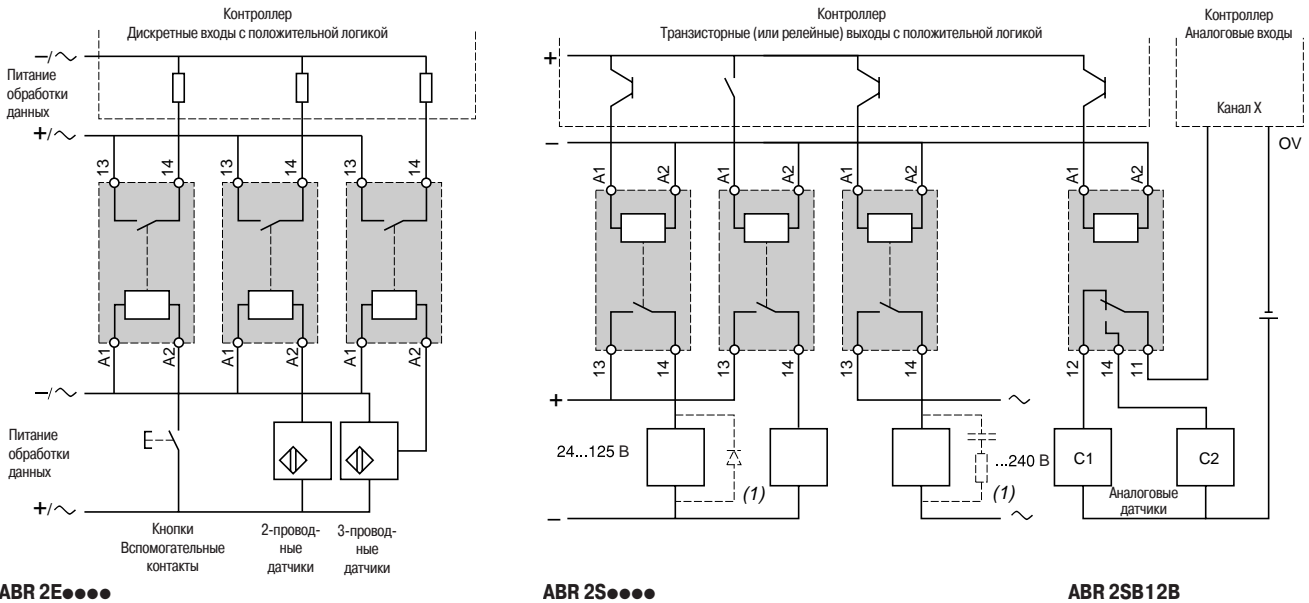 Контроллер
Дискретные входы с положительной логикой
−/∼
Питание
обработки
данных
+/∼
13
14
13
14
13
14
A1
A2
A1
A2
A1
A2
−/∼
Питание
обработки
данных
+/∼
Кнопки
Вспомогательные
контакты
2-провод-
ные
датчики
3-провод-
ные
датчики
ABR 2E●●●●
Контроллер
Транзисторные (или релейные) выходы с положительной логикой
+
−
A1
A2
A1
A2
A1
A2
A1
A2
13
14
13
14
13
14
12
14
11
+
∼
24...125 В
(1)
...240 В
(1)
−
∼
ABR 2S●●●●
Контроллер
Аналоговые входы
Канал X
OV
C1
C2
Аналоговые
датчики
ABR 2SB12B